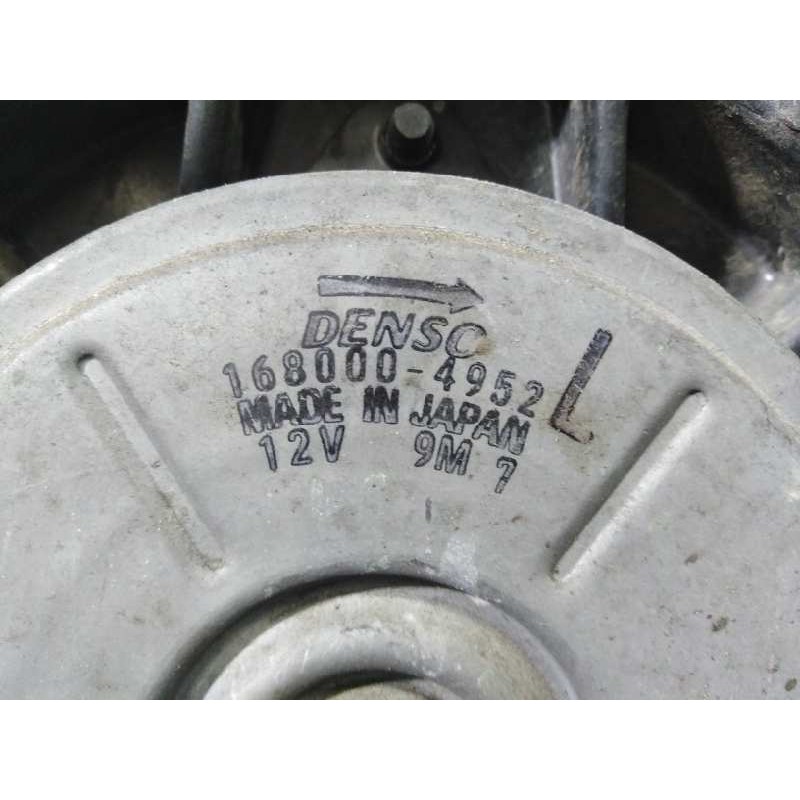 DENSO
168000-4952 L
MADE IN JAPAN
12V 9M 7